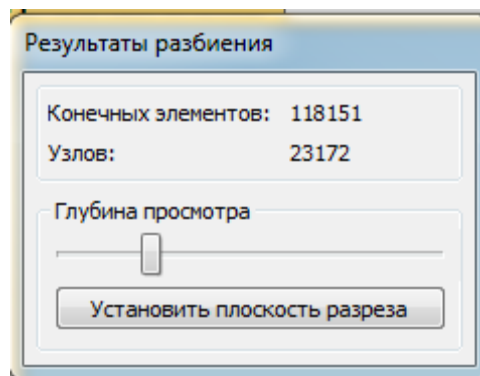 Результаты разбиения
Конечных элементов: 118151
Узлов: 23172
Глубина просмотра
Установить плоскость разреза